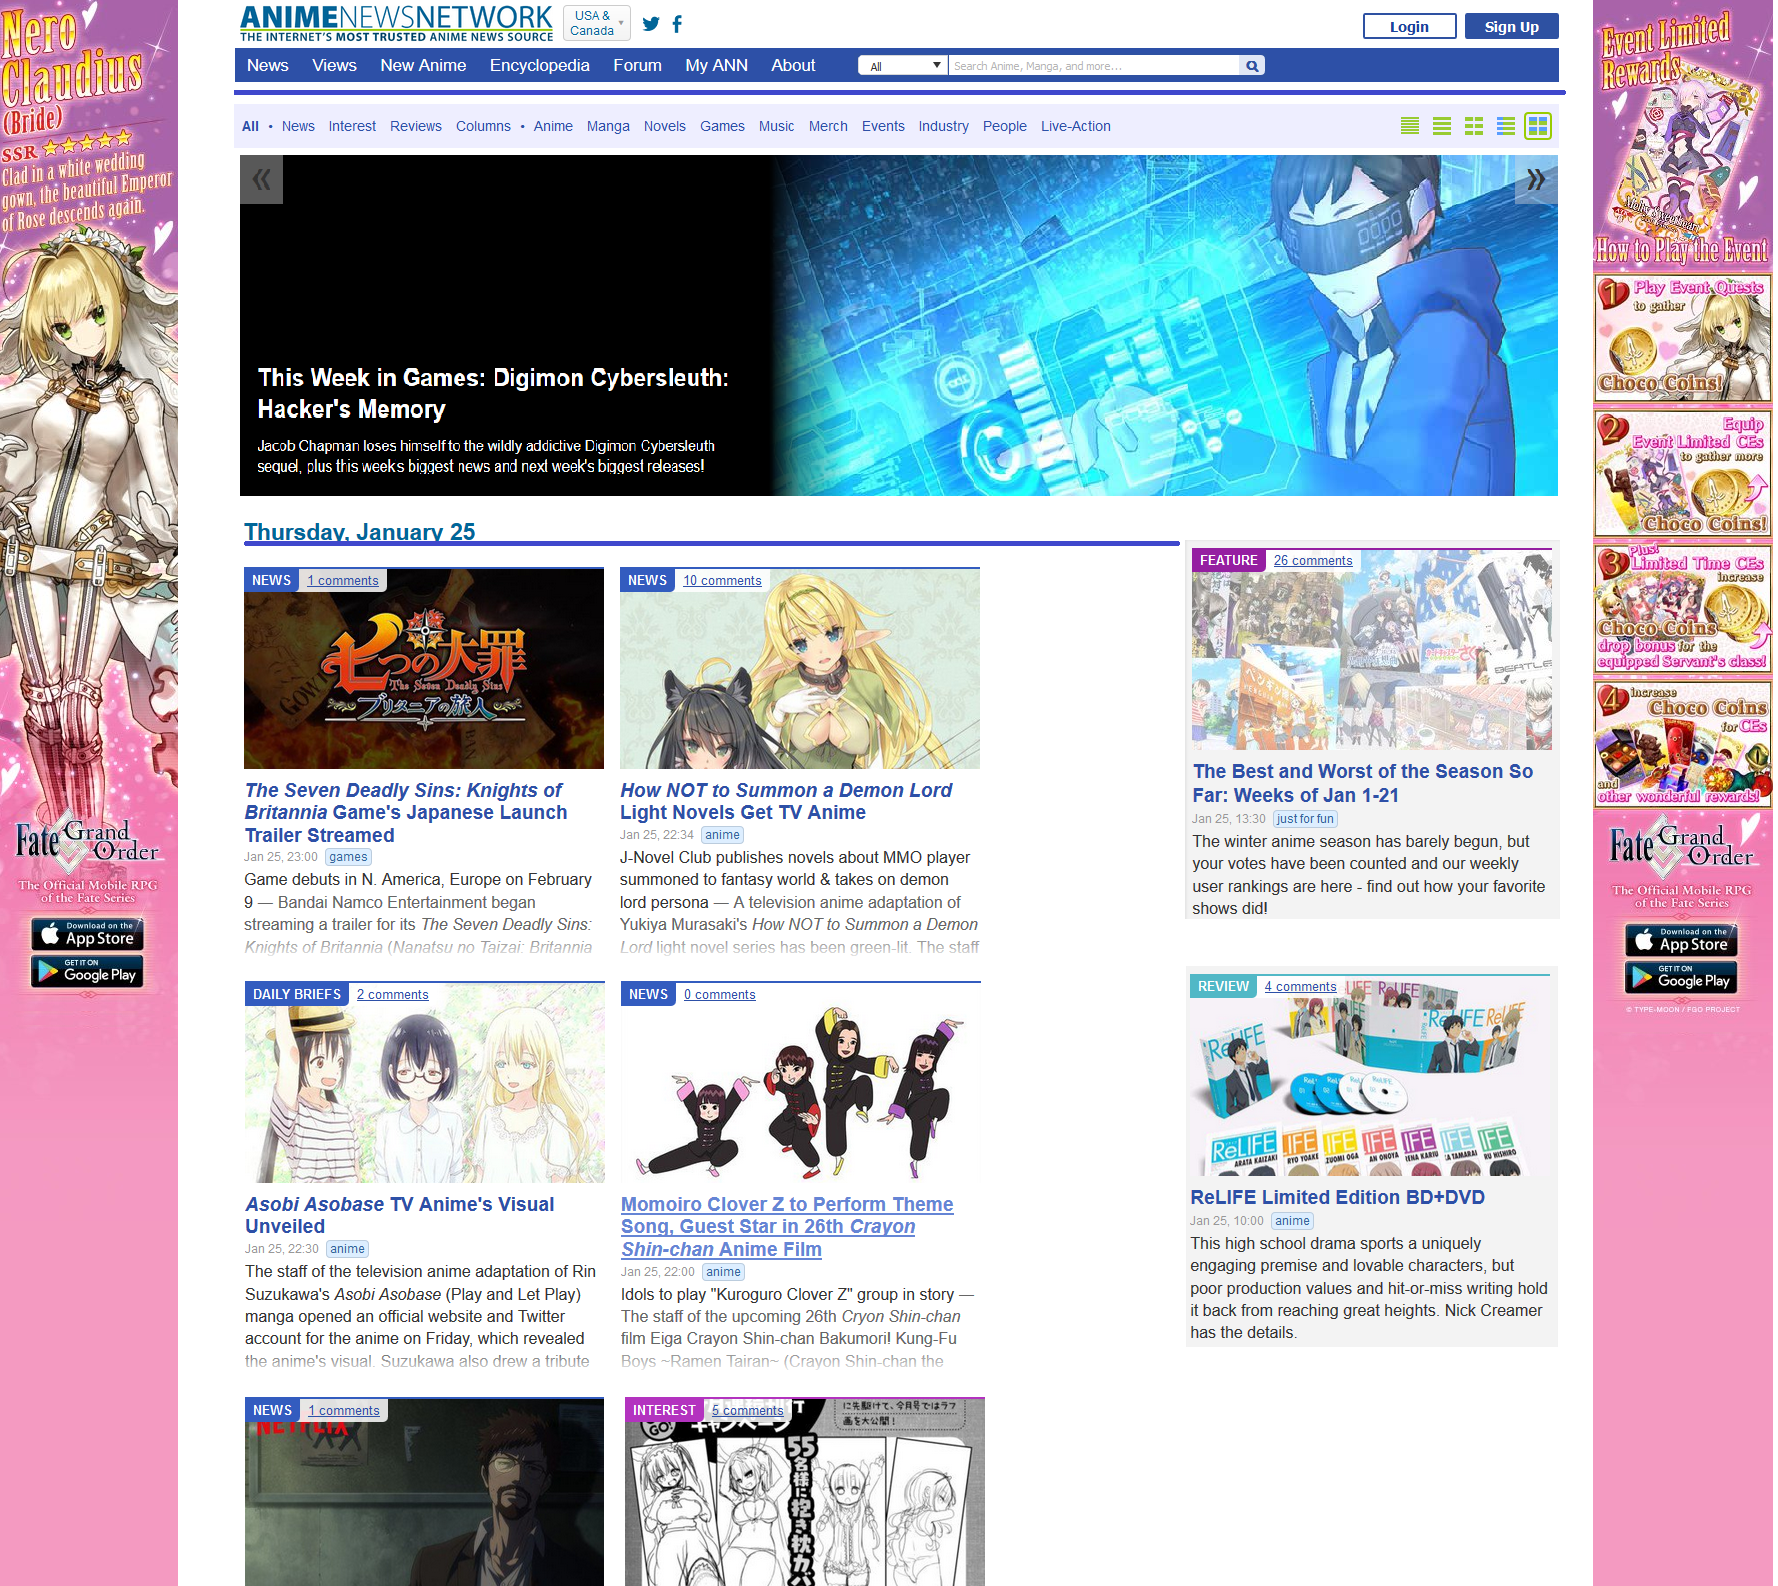 Nero
Claudius
(Bride)
SSR
Clad in a white wedding
gown, the beautiful Emperor
of Rose descends again.
Fate Grand Order
The Official Mobile RPG
of the Fate Series
Download on the
App Store
GET IT ON
Google Play
ANIMENEWSNETWORK
THE INTERNET'S MOST TRUSTED ANIME NEWS SOURCE
USA &
Canada
Login
Sign Up
News Views New Anime Encyclopedia Forum My ANN About
All
Search Anime, Manga, and more...
All • News Interest Reviews Columns • Anime Manga Novels Games Music Merch Events Industry People Live-Action
This Week in Games: Digimon Cybersleuth:
Hacker's Memory
Jacob Chapman loses himself to the wildly addictive Digimon Cybersleuth
sequel, plus this week's biggest news and next week's biggest releases!
Thursday, January 25
NEWS 1 comments
七つの大罪
The Seven Deadly Sins
ブリタニアの旅人
The Seven Deadly Sins: Knights of
Britannia Game's Japanese Launch
Trailer Streamed
Jan 25, 23:00 games
Game debuts in N. America, Europe on February
9 — Bandai Namco Entertainment began
streaming a trailer for its The Seven Deadly Sins:
Knights of Britannia (Nanatsu no Taizai: Britannia
NEWS 10 comments
How NOT to Summon a Demon Lord
Light Novels Get TV Anime
Jan 25, 22:34 anime
J-Novel Club publishes novels about MMO player
summoned to fantasy world & takes on demon
lord persona — A television anime adaptation of
Yukiya Murasaki's How NOT to Summon a Demon
Lord light novel series has been green-lit. The staff
DAILY BRIEFS 2 comments
Asobi Asobase TV Anime's Visual
Unveiled
Jan 25, 22:30 anime
The staff of the television anime adaptation of Rin
Suzukawa's Asobi Asobase (Play and Let Play)
manga opened an official website and Twitter
account for the anime on Friday, which revealed
the anime's visual. Suzukawa also drew a tribute
NEWS 0 comments
Momoiro Clover Z to Perform Theme
Song, Guest Star in 26th Crayon
Shin-chan Anime Film
Jan 25, 22:00 anime
Idols to play "Kuroguro Clover Z" group in story —
The staff of the upcoming 26th Cryon Shin-chan
film Eiga Crayon Shin-chan Bakumori! Kung-Fu
Boys ~Ramen Tairan~ (Crayon Shin-chan the
NEWS 1 comments
NETFLIX
INTEREST 5 comments
GO!
に先駆けて、今月号ではラフ
画を大公開！
55名様に抱き枕カバ
FEATURE 26 comments
BEATLE
The Best and Worst of the Season So
Far: Weeks of Jan 1-21
Jan 25, 13:30 just for fun
The winter anime season has barely begun, but
your votes have been counted and our weekly
user rankings are here - find out how your favorite
shows did!
REVIEW 4 comments
ReLIFE
ReLIFE
ReLIFE
ReLIFE
ARATA KAIZAKI
ReLIFE Limited Edition BD+DVD
Jan 25, 10:00 anime
This high school drama sports a uniquely
engaging premise and lovable characters, but
poor production values and hit-or-miss writing hold
it back from reaching great heights. Nick Creamer
has the details.
Event Limited
Rewards
How to Play the Event
1 Play Event Quests
to gather
Choco Coins!
2 Equip
Event Limited CEs
to gather more
Choco Coins!
3 Plus!
Limited Time CEs
increase
Choco Coins
drop bonus for the
equipped Servant's class!
4 increase
Choco Coins
for CEs
and
other wonderful rewards!
Fate Grand Order
The Official Mobile RPG
of the Fate Series
Download on the
App Store
GET IT ON
Google Play
© TYPE-MOON / FGO PROJECT